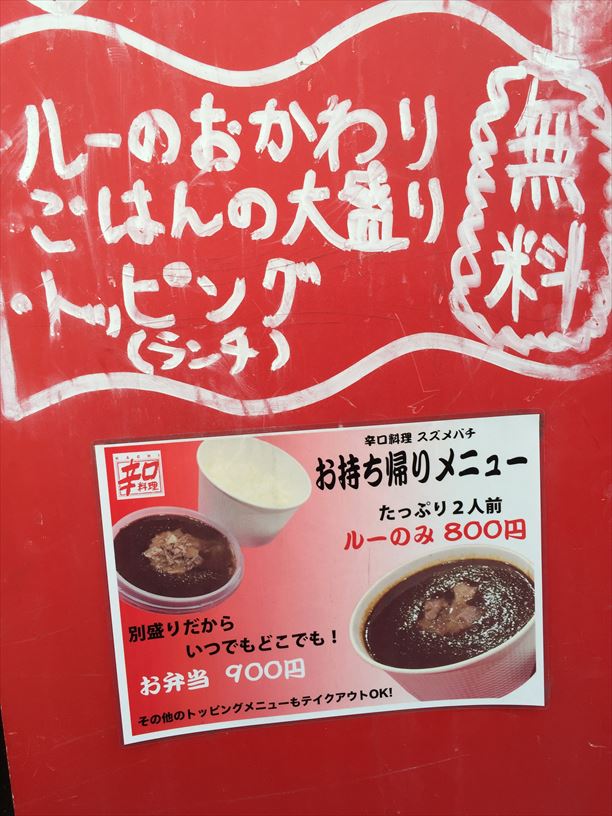 ルーのおかわり
ごはんの大盛り
・トッピング
(ランチ)
無料
HACHI
辛口
料理
辛口料理 スズメバチ
お持ち帰りメニュー
たっぷり2人前
ルーのみ 800円
別盛りだから
いつでもどこでも！
お弁当 900円
その他のトッピングメニューもテイクアウトOK!